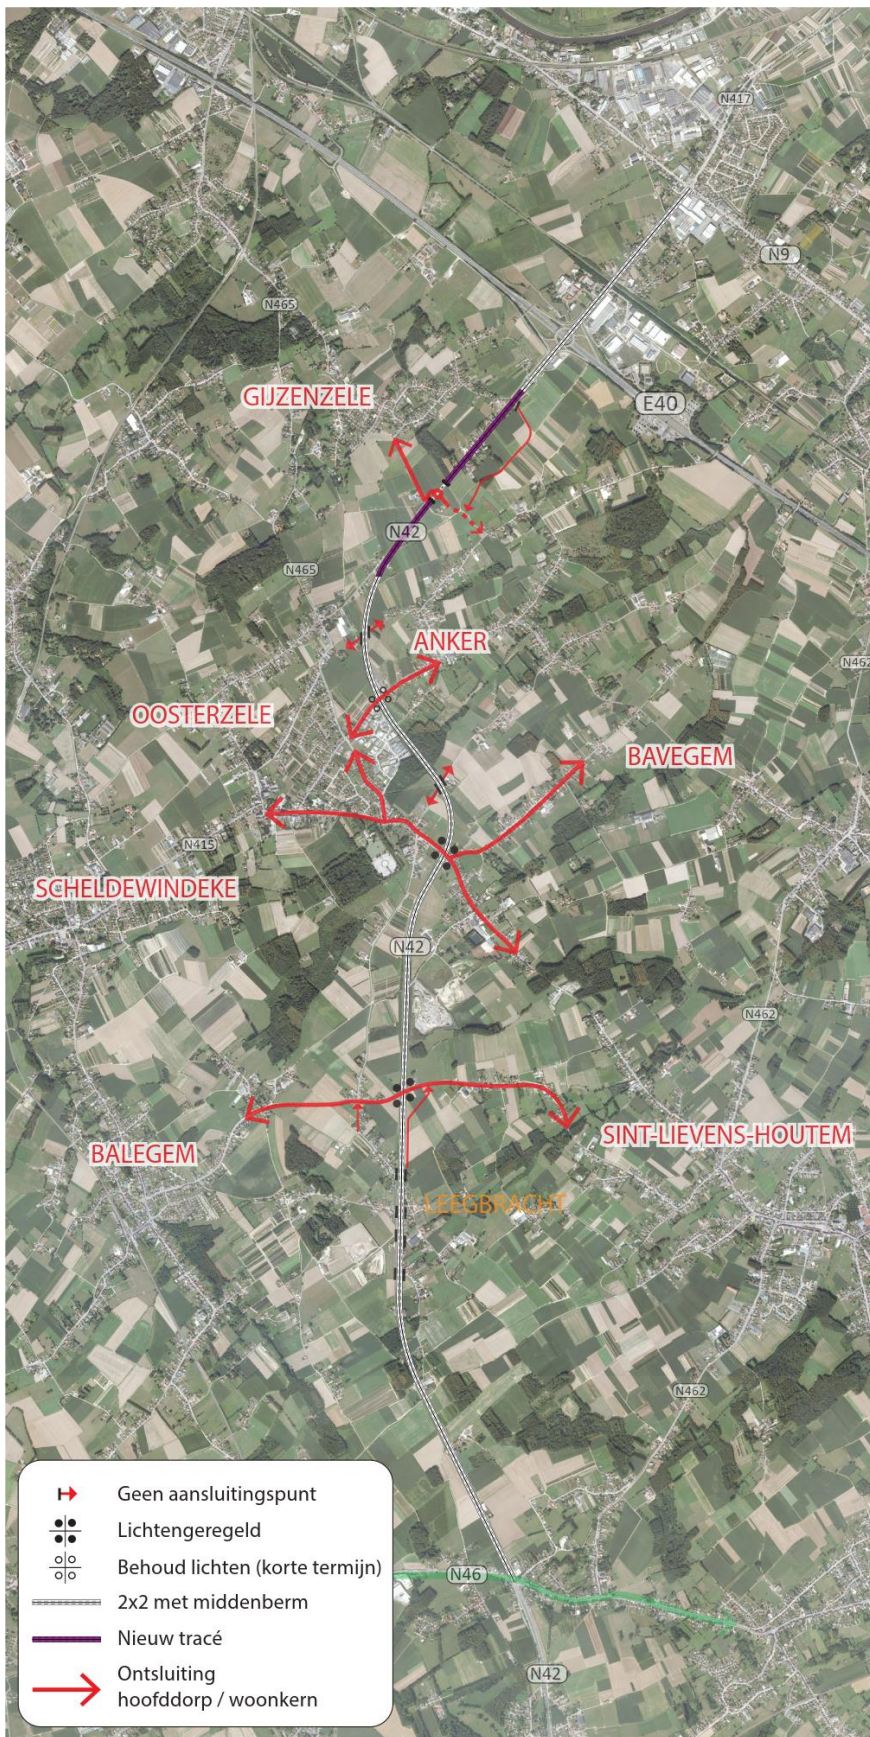 N417
N9
N465
GIJZENZELE
E40
N42
N465
ANKER
N462
OOSTERZELE
BAVEGEM
N415
SCHELDEWINDEKE
N42
N462
BALEGEM
SINT-LIEVENS-HOUTEM
LEEGBRACHT
N462
Geen aansluitingspunt
Lichtengeregeld
Behoud lichten (korte termijn)
2x2 met middenberm
Nieuw tracé
Ontsluiting
hoofddorp / woonkern
N46
N42